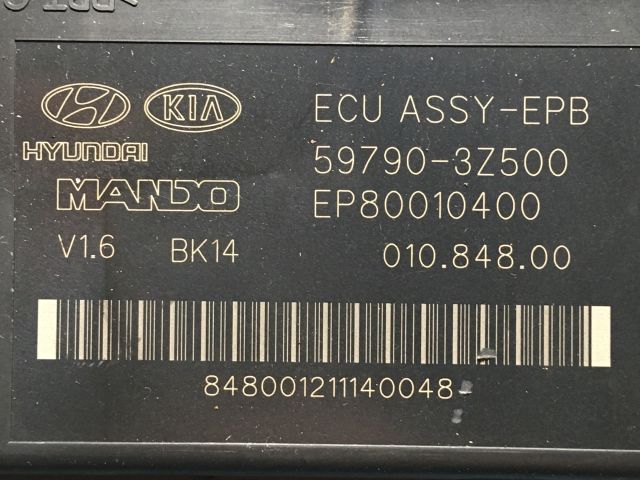 KIA
HYUNDAI
MANDO
V1.6 BK14
ECU ASSY-EPB
59790-3Z500
EP80010400
010.848.00
848001211140048